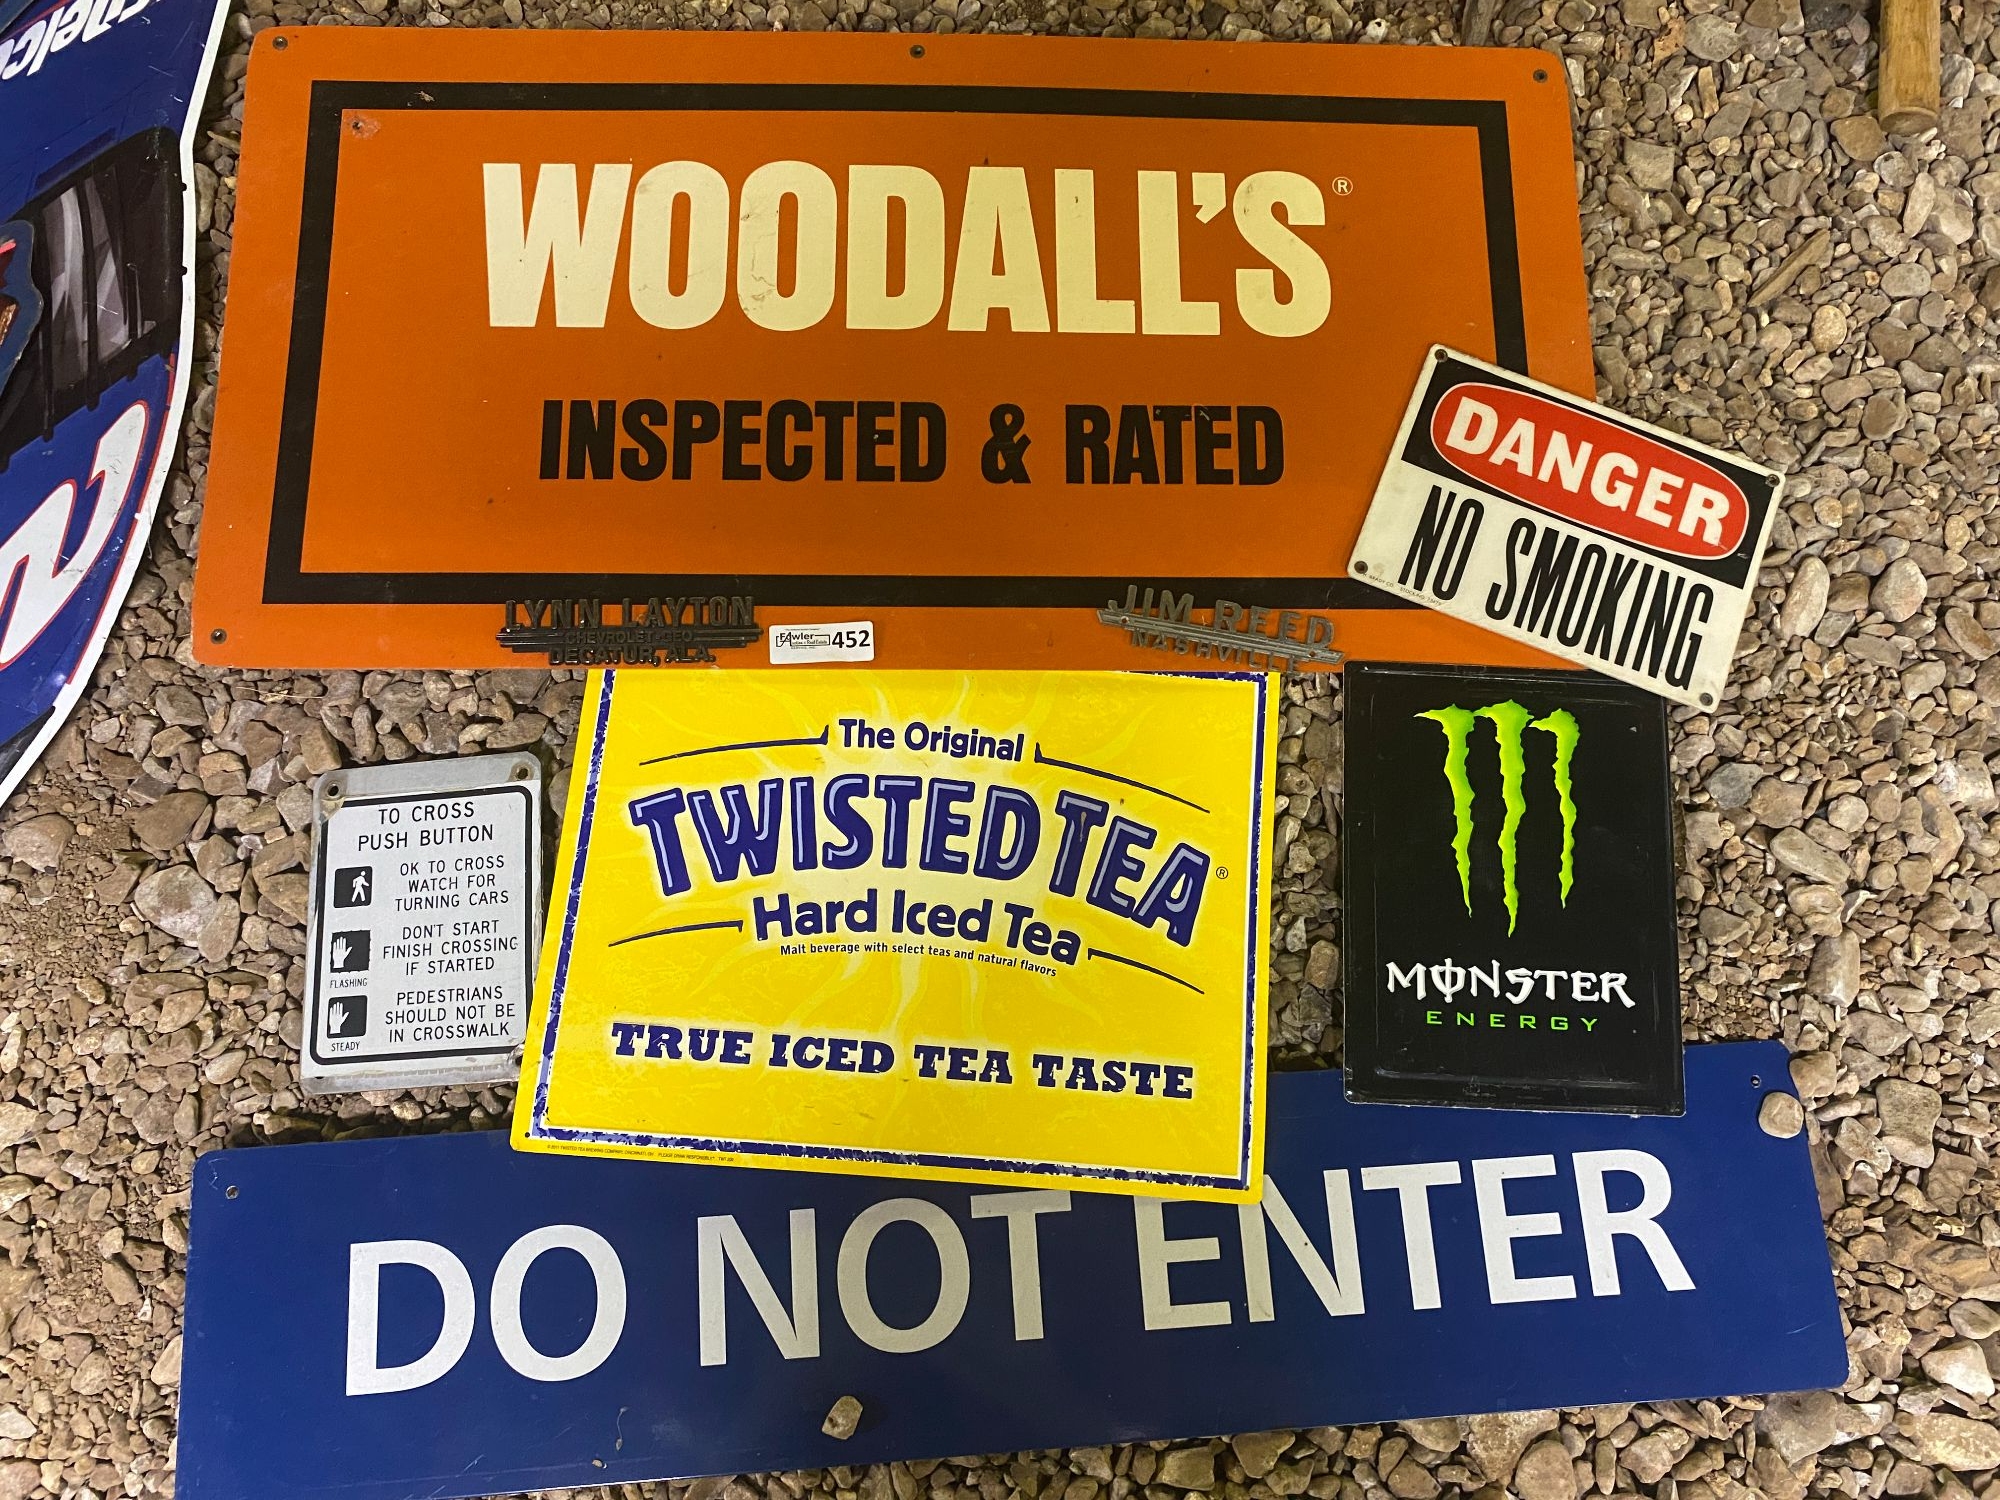 WOODALL'S®
INSPECTED & RATED
DANGER
NO SMOKING
LYNN LAYTON
CHEVROLET-GEO
DECATUR, ALA.
Fowler
452
JIM REED
NASHVILLE
TO CROSS
PUSH BUTTON
OK TO CROSS
WATCH FOR
TURNING CARS
DON'T START
FINISH CROSSING
IF STARTED
FLASHING
PEDESTRIANS
SHOULD NOT BE
IN CROSSWALK
STEADY
The Original
TWISTED TEA®
Hard Iced Tea
Malt beverage with select teas and natural flavors
TRUE ICED TEA TASTE
MONSTER
ENERGY
DO NOT ENTER